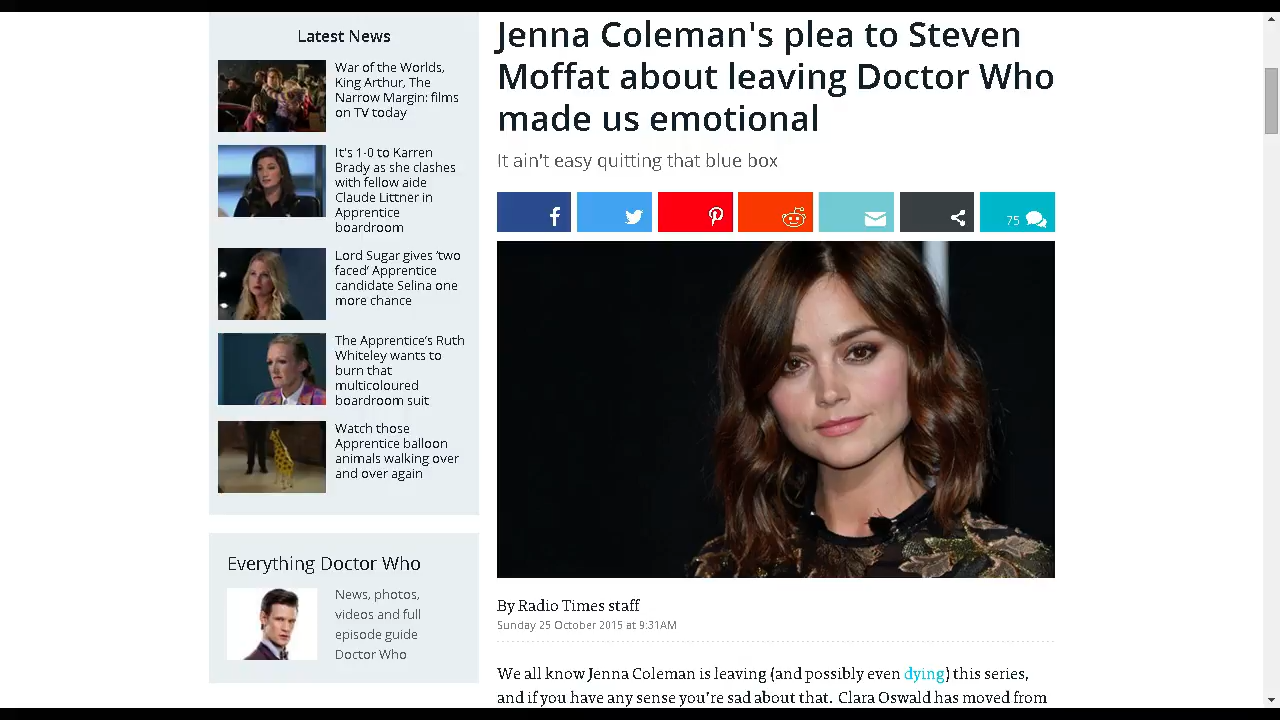 Latest News
War of the Worlds,
King Arthur, The
Narrow Margin: films
on TV today
It's 1-0 to Karren
Brady as she clashes
with fellow aide
Claude Littner in
Apprentice
boardroom
Lord Sugar gives ‘two
faced’ Apprentice
candidate Selina one
more chance
The Apprentice’s Ruth
Whiteley wants to
burn that
multicoloured
boardroom suit
Watch those
Apprentice balloon
animals walking over
and over again
Everything Doctor Who
News, photos,
videos and full
episode guide
Doctor Who
Jenna Coleman's plea to Steven
Moffat about leaving Doctor Who
made us emotional
It ain't easy quitting that blue box
75
By Radio Times staff
Sunday 25 October 2015 at 9:31AM
We all know Jenna Coleman is leaving (and possibly even dying) this series,
and if you have any sense you’re sad about that. Clara Oswald has moved from